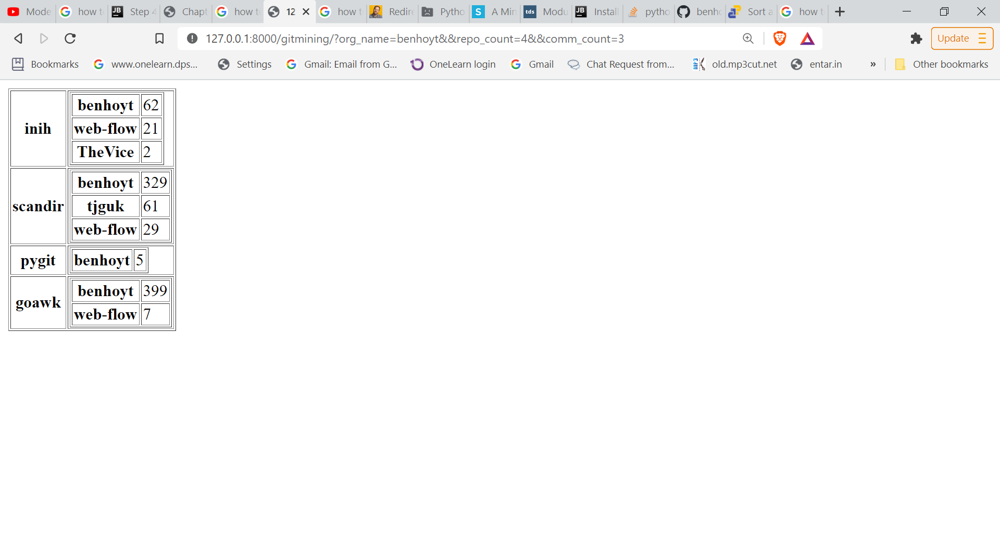 Mode how t Step 4 Chapt how t 12 how t Redire Pytho A Min Modu Install pytho benho Sort a how t
127.0.0.1:8000/gitmining/?org_name=benhoyt&&repo_count=4&&comm_count=3 Update
Bookmarks www.onelearn.dps... Settings Gmail: Email from G... OneLearn login Gmail Chat Request from... old.mp3cut.net entar.in » Other bookmarks
inih
benhoyt 62
web-flow 21
TheVice 2
scandir
benhoyt 329
tjguk 61
web-flow 29
pygit
benhoyt 5
goawk
benhoyt 399
web-flow 7